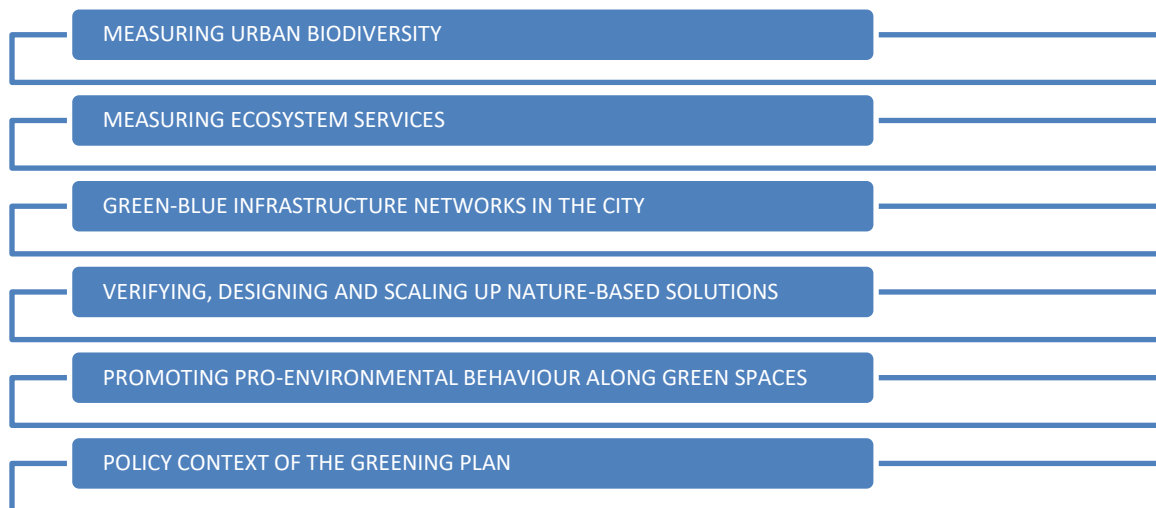 MEASURING URBAN BIODIVERSITY
MEASURING ECOSYSTEM SERVICES
GREEN-BLUE INFRASTRUCTURE NETWORKS IN THE CITY
VERIFYING, DESIGNING AND SCALING UP NATURE-BASED SOLUTIONS
PROMOTING PRO-ENVIRONMENTAL BEHAVIOUR ALONG GREEN SPACES
POLICY CONTEXT OF THE GREENING PLAN